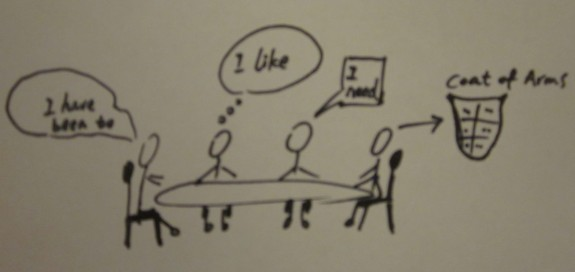 I have
been to
I like
I
need
Coat of Arms